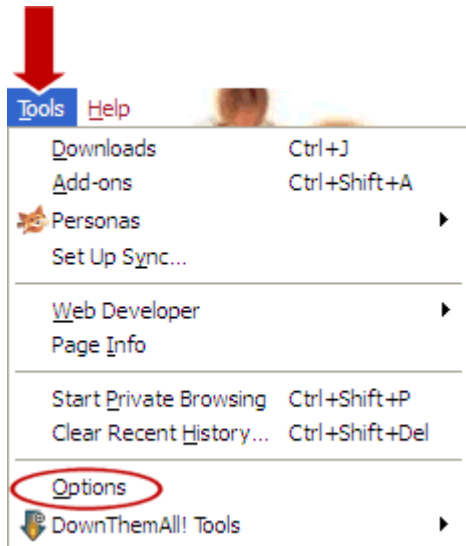 Tools Help
Downloads Ctrl+J
Add-ons Ctrl+Shift+A
Personas
Set Up Sync...
Web Developer
Page Info
Start Private Browsing Ctrl+Shift+P
Clear Recent History... Ctrl+Shift+Del
Options
DownThemAll! Tools